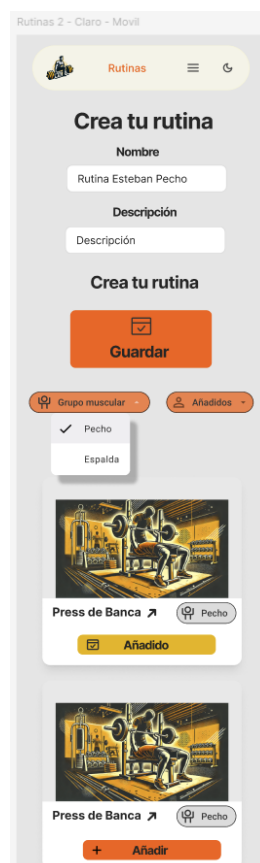 Rutinas 2 - Claro - Movil
Rutinas
Crea tu rutina
Nombre
Rutina Esteban Pecho
Descripción
Descripción
Crea tu rutina
Guardar
Grupo muscular
Añadidos
Pecho
Espalda
Press de Banca
Pecho
Añadido
Press de Banca
Pecho
Añadir